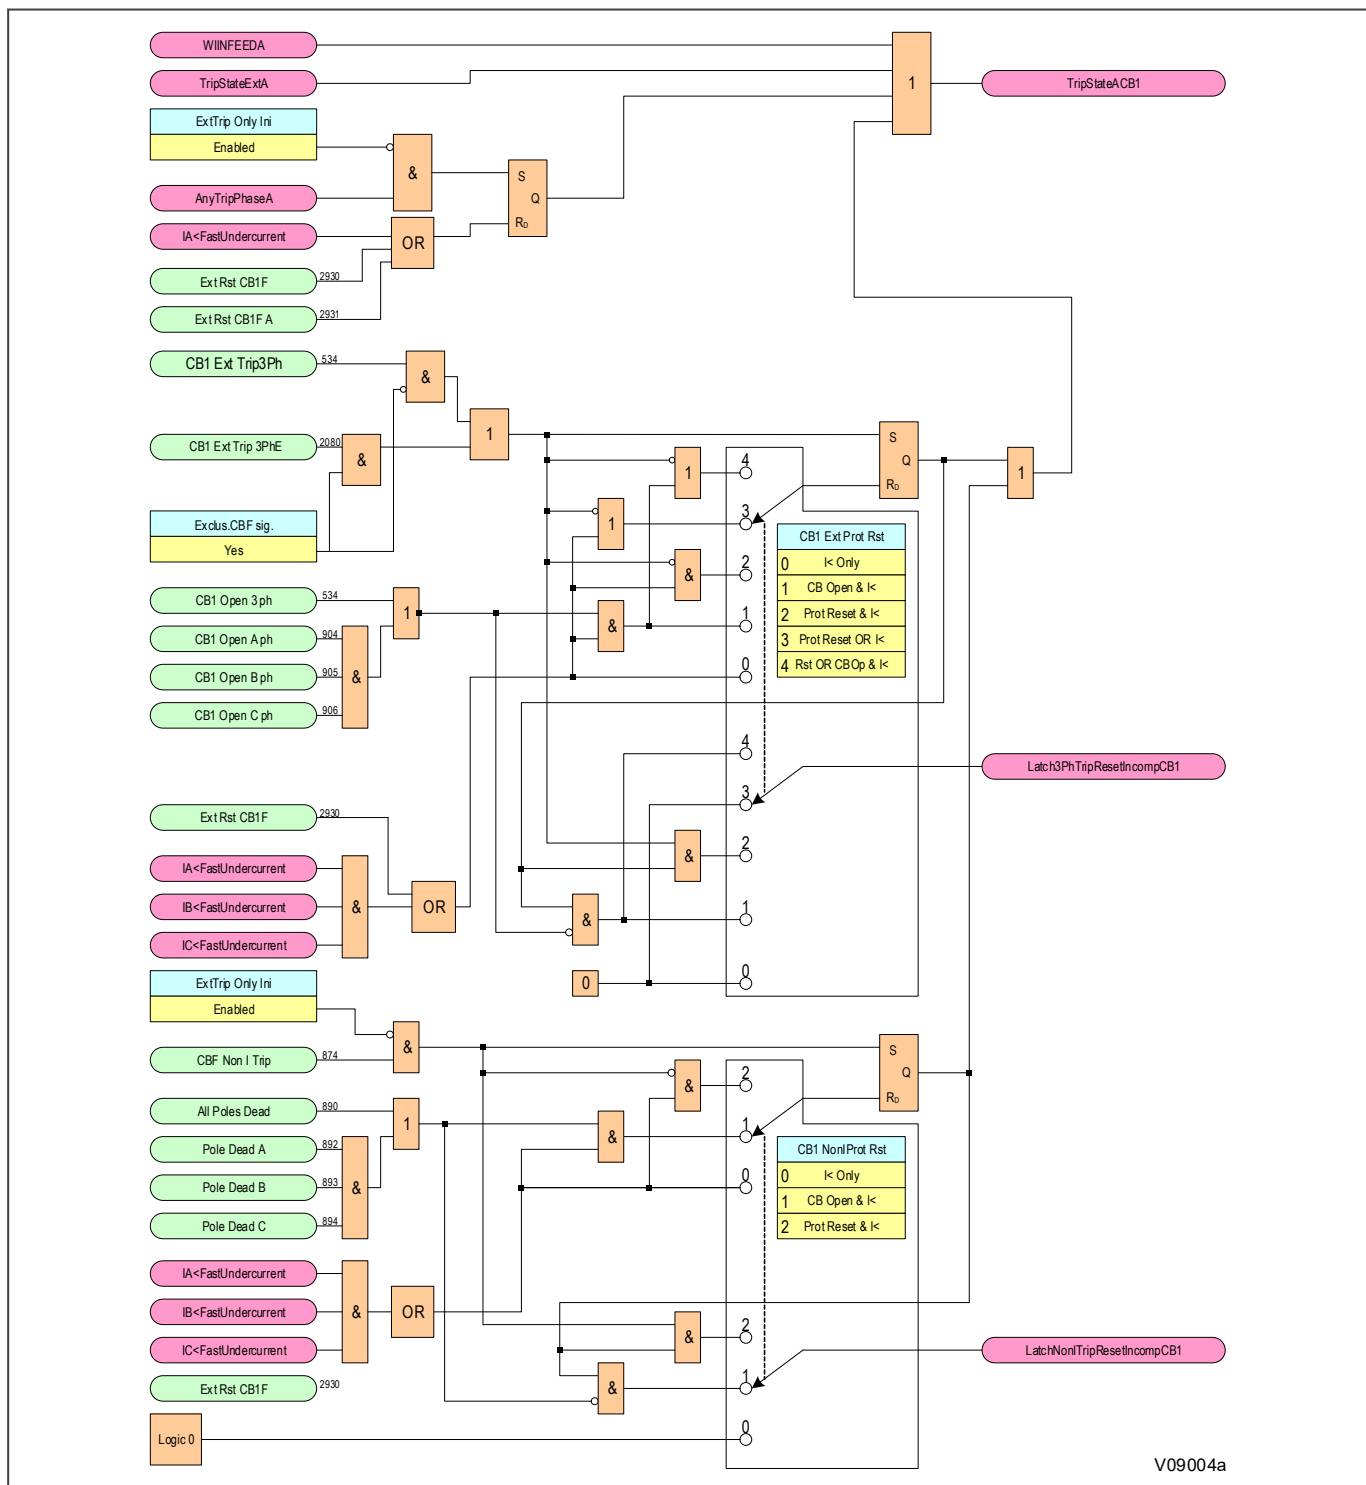 WIINFEEDA
TripStateExtA
1
TripStateACB1
ExtTrip Only Ini
Enabled
&
S
Q
RD
AnyTripPhaseA
IA<FastUndercurrent
OR
Ext Rst CB1F
2930
Ext Rst CB1F A
2931
CB1 Ext Trip3Ph
534
&
1
CB1 Ext Trip 3PhE
2080
&
S
Q
RD
1
1
4
Exclus.CBF sig.
Yes
1
3
CB1 Ext Prot Rst
0 I< Only
1 CB Open & I<
2 Prot Reset & I<
3 Prot Reset OR I<
4 Rst OR CBOp & I<
&
2
CB1 Open 3 ph
534
1
&
1
CB1 Open A ph
904
CB1 Open B ph
905
&
0
CB1 Open C ph
906
4
Latch3PhTripResetIncompCB1
3
Ext Rst CB1F
2930
&
2
IA<FastUndercurrent
IB<FastUndercurrent
&
OR
&
1
IC<FastUndercurrent
0
0
ExtTrip Only Ini
Enabled
&
S
Q
RD
CBF Non I Trip
874
&
2
All Poles Dead
890
1
&
1
Pole Dead A
892
CB1 NonIProt Rst
0 I< Only
1 CB Open & I<
2 Prot Reset & I<
Pole Dead B
893
&
0
Pole Dead C
894
IA<FastUndercurrent
IB<FastUndercurrent
&
OR
&
2
IC<FastUndercurrent
LatchNonITripResetIncompCB1
Ext Rst CB1F
2930
&
1
Logic 0
0
V09004a